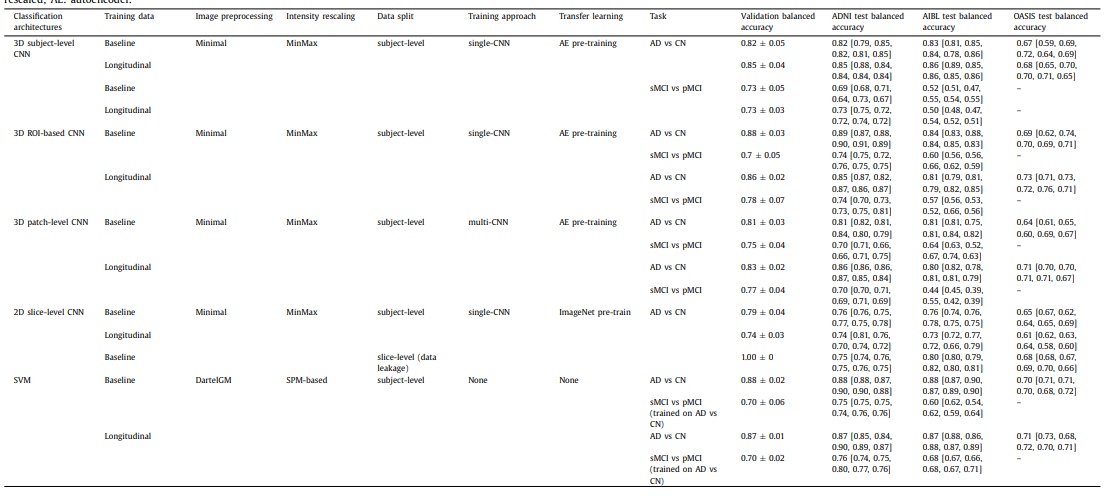 rescaled; AE: autoencoder.
Classification Training data Image preprocessing Intensity rescaling Data split Training approach Transfer learning Task Validation balanced ADNI test balanced AIBL test balanced OASIS test balanced
architectures accuracy accuracy accuracy accuracy
3D subject-level Baseline Minimal MinMax subject-level single-CNN AE pre-training AD vs CN 0.82 ± 0.05 0.82 [0.79, 0.85, 0.83 [0.81, 0.85, 0.67 [0.59, 0.69,
CNN 0.82, 0.81, 0.85] 0.84, 0.78, 0.86] 0.72, 0.64, 0.69]
Longitudinal 0.85 ± 0.04 0.85 [0.88, 0.84, 0.86 [0.89, 0.85, 0.68 [0.65, 0.70,
0.84, 0.84, 0.84] 0.86, 0.85, 0.86] 0.70, 0.71, 0.65]
Baseline sMCI vs pMCI 0.73 ± 0.05 0.69 [0.68, 0.71, 0.52 [0.51, 0.47, –
0.64, 0.73, 0.67] 0.55, 0.54, 0.55]
Longitudinal 0.73 ± 0.03 0.73 [0.75, 0.72, 0.50 [0.48, 0.47, –
0.72, 0.74, 0.72] 0.54, 0.52, 0.51]
3D ROI-based CNN Baseline Minimal MinMax subject-level single-CNN AE pre-training AD vs CN 0.88 ± 0.03 0.89 [0.87, 0.88, 0.84 [0.83, 0.88, 0.69 [0.62, 0.74,
0.90, 0.91, 0.89] 0.84, 0.85, 0.83] 0.70, 0.69, 0.71]
sMCI vs pMCI 0.7 ± 0.05 0.74 [0.75, 0.72, 0.60 [0.56, 0.56, –
0.76, 0.75, 0.75] 0.66, 0.62, 0.59]
Longitudinal AD vs CN 0.86 ± 0.02 0.85 [0.87, 0.82, 0.81 [0.79, 0.81, 0.73 [0.71, 0.73,
0.87, 0.86, 0.87] 0.79, 0.82, 0.85] 0.72, 0.76, 0.71]
sMCI vs pMCI 0.78 ± 0.07 0.74 [0.70, 0.73, 0.57 [0.56, 0.53, –
0.73, 0.75, 0.81] 0.52, 0.66, 0.56]
3D patch-level CNN Baseline Minimal MinMax subject-level multi-CNN AE pre-training AD vs CN 0.81 ± 0.03 0.81 [0.82, 0.81, 0.81 [0.81, 0.75, 0.64 [0.61, 0.65,
0.84, 0.80, 0.79] 0.81, 0.84, 0.82] 0.60, 0.69, 0.67]
sMCI vs pMCI 0.75 ± 0.04 0.70 [0.71, 0.66, 0.64 [0.63, 0.52, –
0.66, 0.71, 0.75] 0.67, 0.74, 0.63]
Longitudinal AD vs CN 0.83 ± 0.02 0.86 [0.86, 0.86, 0.80 [0.82, 0.78, 0.71 [0.70, 0.70,
0.87, 0.85, 0.84] 0.81, 0.81, 0.79] 0.71, 0.71, 0.67]
sMCI vs pMCI 0.77 ± 0.04 0.70 [0.70, 0.71, 0.44 [0.45, 0.39, –
0.69, 0.71, 0.69] 0.55, 0.42, 0.39]
2D slice-level CNN Baseline Minimal MinMax subject-level single-CNN ImageNet pre-train AD vs CN 0.79 ± 0.04 0.76 [0.76, 0.75, 0.76 [0.74, 0.76, 0.65 [0.67, 0.62,
0.77, 0.75, 0.78] 0.78, 0.75, 0.75] 0.64, 0.65, 0.69]
Longitudinal 0.74 ± 0.03 0.74 [0.81, 0.76, 0.73 [0.72, 0.77, 0.61 [0.62, 0.63,
0.70, 0.74, 0.72] 0.72, 0.66, 0.79] 0.64, 0.58, 0.60]
Baseline slice-level (data 1.00 ± 0 0.75 [0.74, 0.76, 0.80 [0.80, 0.79, 0.68 [0.68, 0.67,
leakage) 0.75, 0.76, 0.75] 0.82, 0.80, 0.81] 0.69, 0.70, 0.66]
SVM Baseline DartelGM SPM-based subject-level None None AD vs CN 0.88 ± 0.02 0.88 [0.88, 0.87, 0.88 [0.87, 0.90, 0.70 [0.71, 0.71,
0.90, 0.90, 0.88] 0.87, 0.89, 0.90] 0.70, 0.68, 0.72]
sMCI vs pMCI 0.70 ± 0.06 0.75 [0.75, 0.75, 0.60 [0.62, 0.54, –
(trained on AD vs 0.74, 0.76, 0.76] 0.62, 0.59, 0.64]
CN)
Longitudinal AD vs CN 0.87 ± 0.01 0.87 [0.85, 0.84, 0.87 [0.88, 0.86, 0.71 [0.73, 0.68,
0.90, 0.89, 0.87] 0.88, 0.87, 0.89] 0.72, 0.70, 0.71]
sMCI vs pMCI 0.70 ± 0.02 0.76 [0.74, 0.75, 0.68 [0.67, 0.66, –
(trained on AD vs 0.80, 0.77, 0.76] 0.68, 0.67, 0.71]
CN)